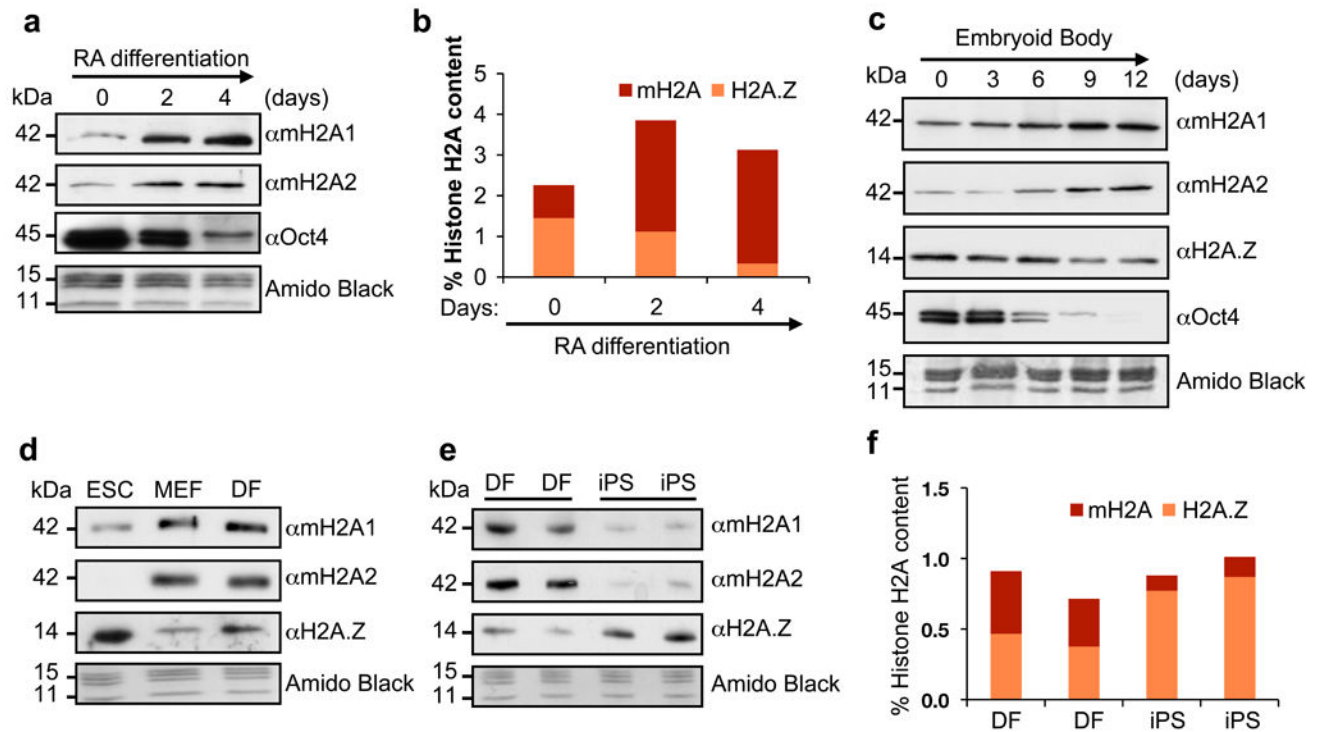 a
RA differentiation
kDa 0 2 4 (days)
42 αmH2A1
42 αmH2A2
45 αOct4
15 Amido Black
11
b
% Histone H2A content
5
4
3
2
1
0
mH2A H2A.Z
Days: 0 2 4
RA differentiation
c
Embryoid Body
kDa 0 3 6 9 12 (days)
42 αmH2A1
42 αmH2A2
14 αH2A.Z
45 αOct4
15 Amido Black
11
d
kDa ESC MEF DF
42 αmH2A1
42 αmH2A2
14 αH2A.Z
15 Amido Black
11
e
kDa DF DF iPS iPS
42 αmH2A1
42 αmH2A2
14 αH2A.Z
15 Amido Black
11
f
% Histone H2A content
1.5
1.0
0.5
0.0
mH2A H2A.Z
DF DF iPS iPS